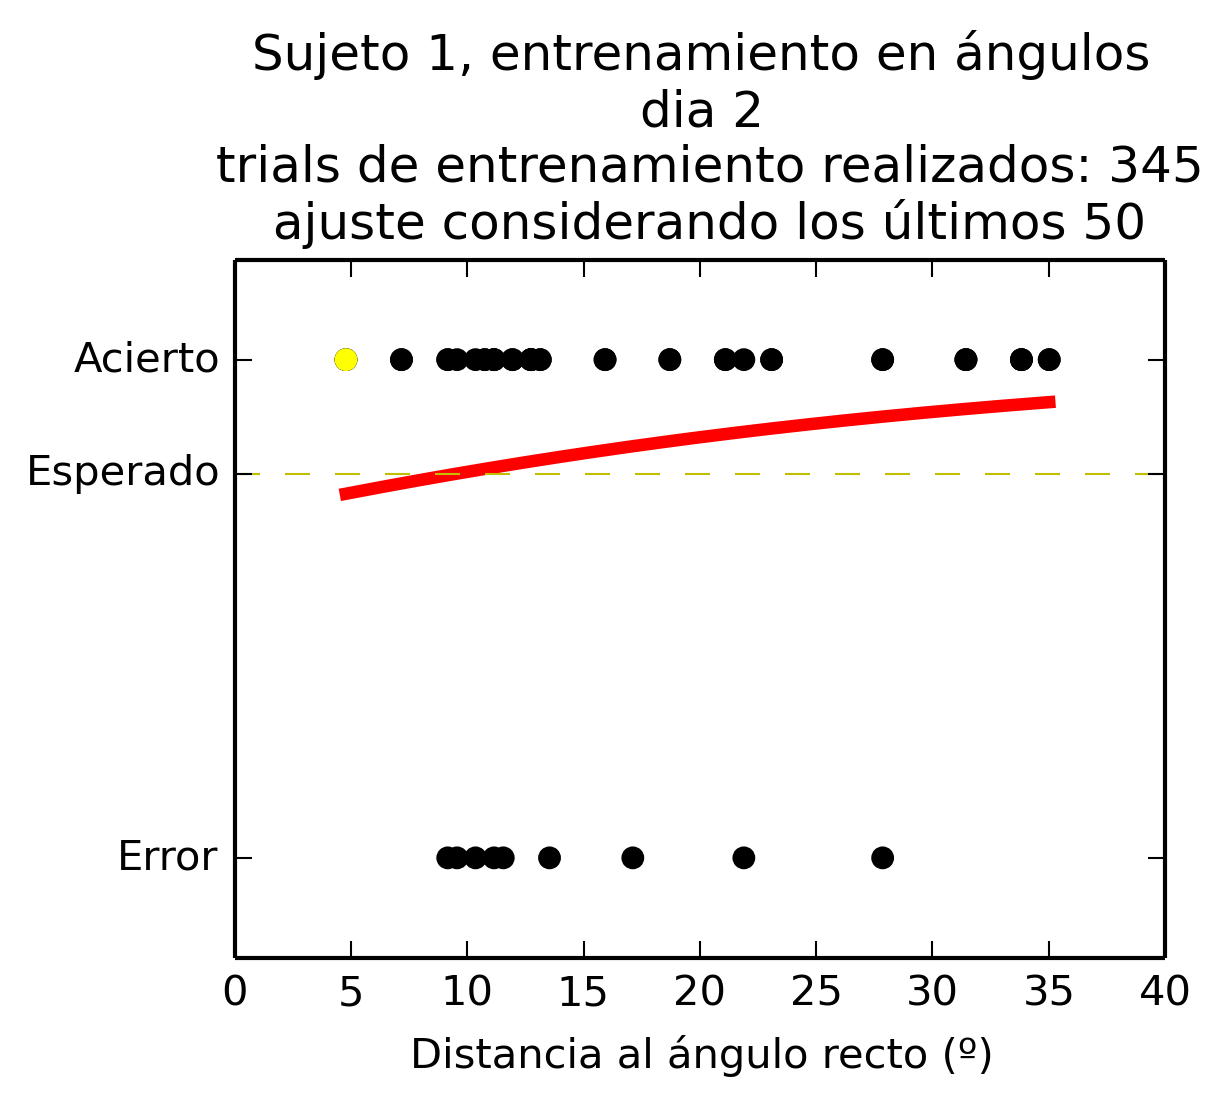 Sujeto 1, entrenamiento en ángulos
dia 2
trials de entrenamiento realizados: 345
ajuste considerando los últimos 50
Acierto
Esperado
Error
0 5 10 15 20 25 30 35 40
Distancia al ángulo recto (º)